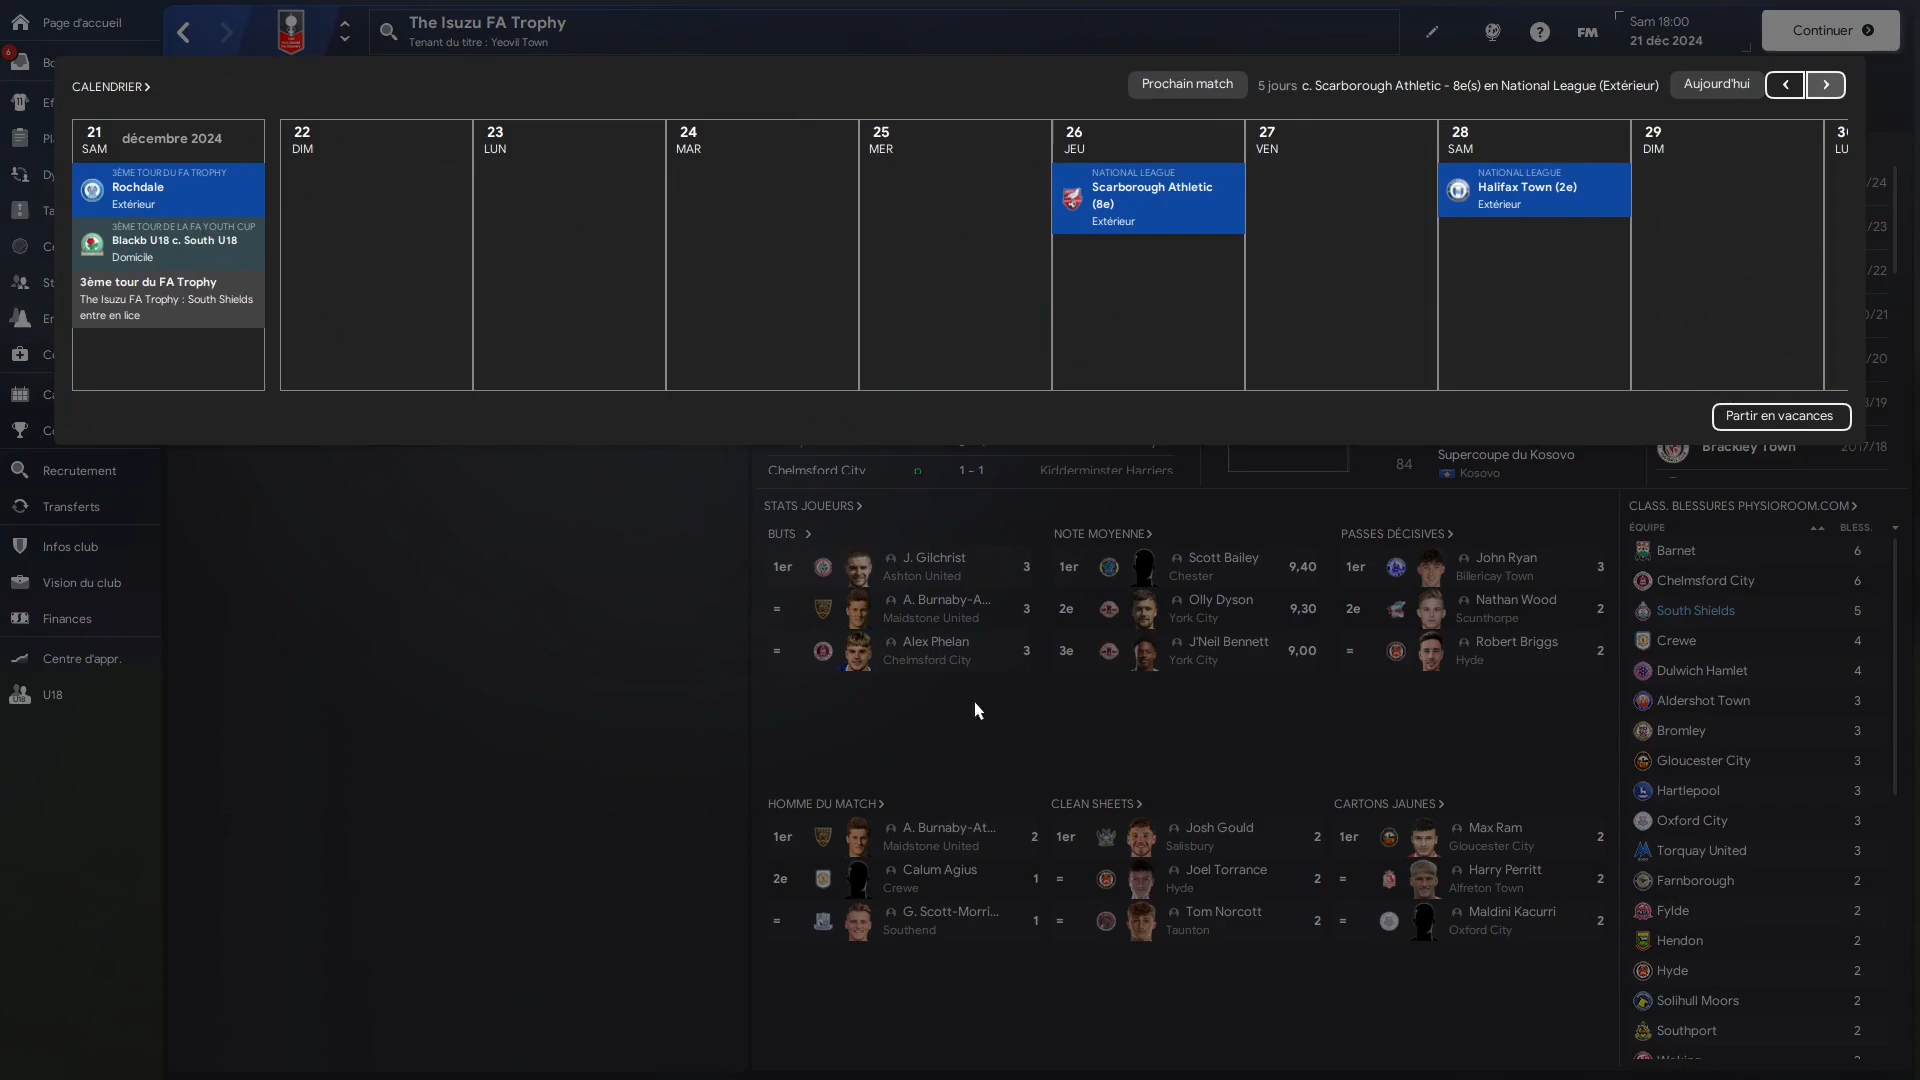 Page d'accueil
The Isuzu FA Trophy
Tenant du titre : Yeovil Town
FM
Sam 18:00
21 déc 2024
Continuer
6
CALENDRIER
Prochain match
5 jours c. Scarborough Athletic - 8e(s) en National League (Extérieur)
Aujourd'hui
21
SAM
décembre 2024
3ÈME TOUR DU FA TROPHY
Rochdale
Extérieur
3ÈME TOUR DE LA FA YOUTH CUP
Blackb U18 c. South U18
Domicile
3ème tour du FA Trophy
The Isuzu FA Trophy : South Shields
entre en lice
22
DIM
23
LUN
24
MAR
25
MER
26
JEU
NATIONAL LEAGUE
Scarborough Athletic
(8e)
Extérieur
27
VEN
28
SAM
NATIONAL LEAGUE
Halifax Town (2e)
Extérieur
29
DIM
LU
Partir en vacances
/24
/23
/22
/21
/20
/19
Recrutement
Transferts
Infos club
Vision du club
Finances
Centre d'appr.
U18
Chelmsford City
1 - 1
Kidderminster Harriers
84
Supercoupe du Kosovo
Kosovo
Brackley Town
2017/18
STATS JOUEURS
BUTS
1er J. Gilchrist 3
Ashton United
= A. Burnaby-A... 3
Maidstone United
= Alex Phelan 3
Chelmsford City
NOTE MOYENNE
1er Scott Bailey 9,40
Chester
2e Olly Dyson 9,30
York City
3e J'Neil Bennett 9,00
York City
PASSES DÉCISIVES
1er John Ryan 3
Billericay Town
2e Nathan Wood 2
Scunthorpe
= Robert Briggs 2
Hyde
HOMME DU MATCH
1er A. Burnaby-At... 2
Maidstone United
2e Calum Agius 1
Crewe
= G. Scott-Morri... 1
Southend
CLEAN SHEETS
1er Josh Gould 2
Salisbury
= Joel Torrance 2
Hyde
= Tom Norcott 2
Taunton
CARTONS JAUNES
1er Max Ram 2
Gloucester City
= Harry Perritt 2
Alfreton Town
= Maldini Kacurri 2
Oxford City
CLASS. BLESSURES PHYSIOROOM.COM
ÉQUIPE BLESS.
Barnet 6
Chelmsford City 6
South Shields 5
Crewe 4
Dulwich Hamlet 4
Aldershot Town 3
Bromley 3
Gloucester City 3
Hartlepool 3
Oxford City 3
Torquay United 3
Farnborough 2
Fylde 2
Hendon 2
Hyde 2
Solihull Moors 2
Southport 2